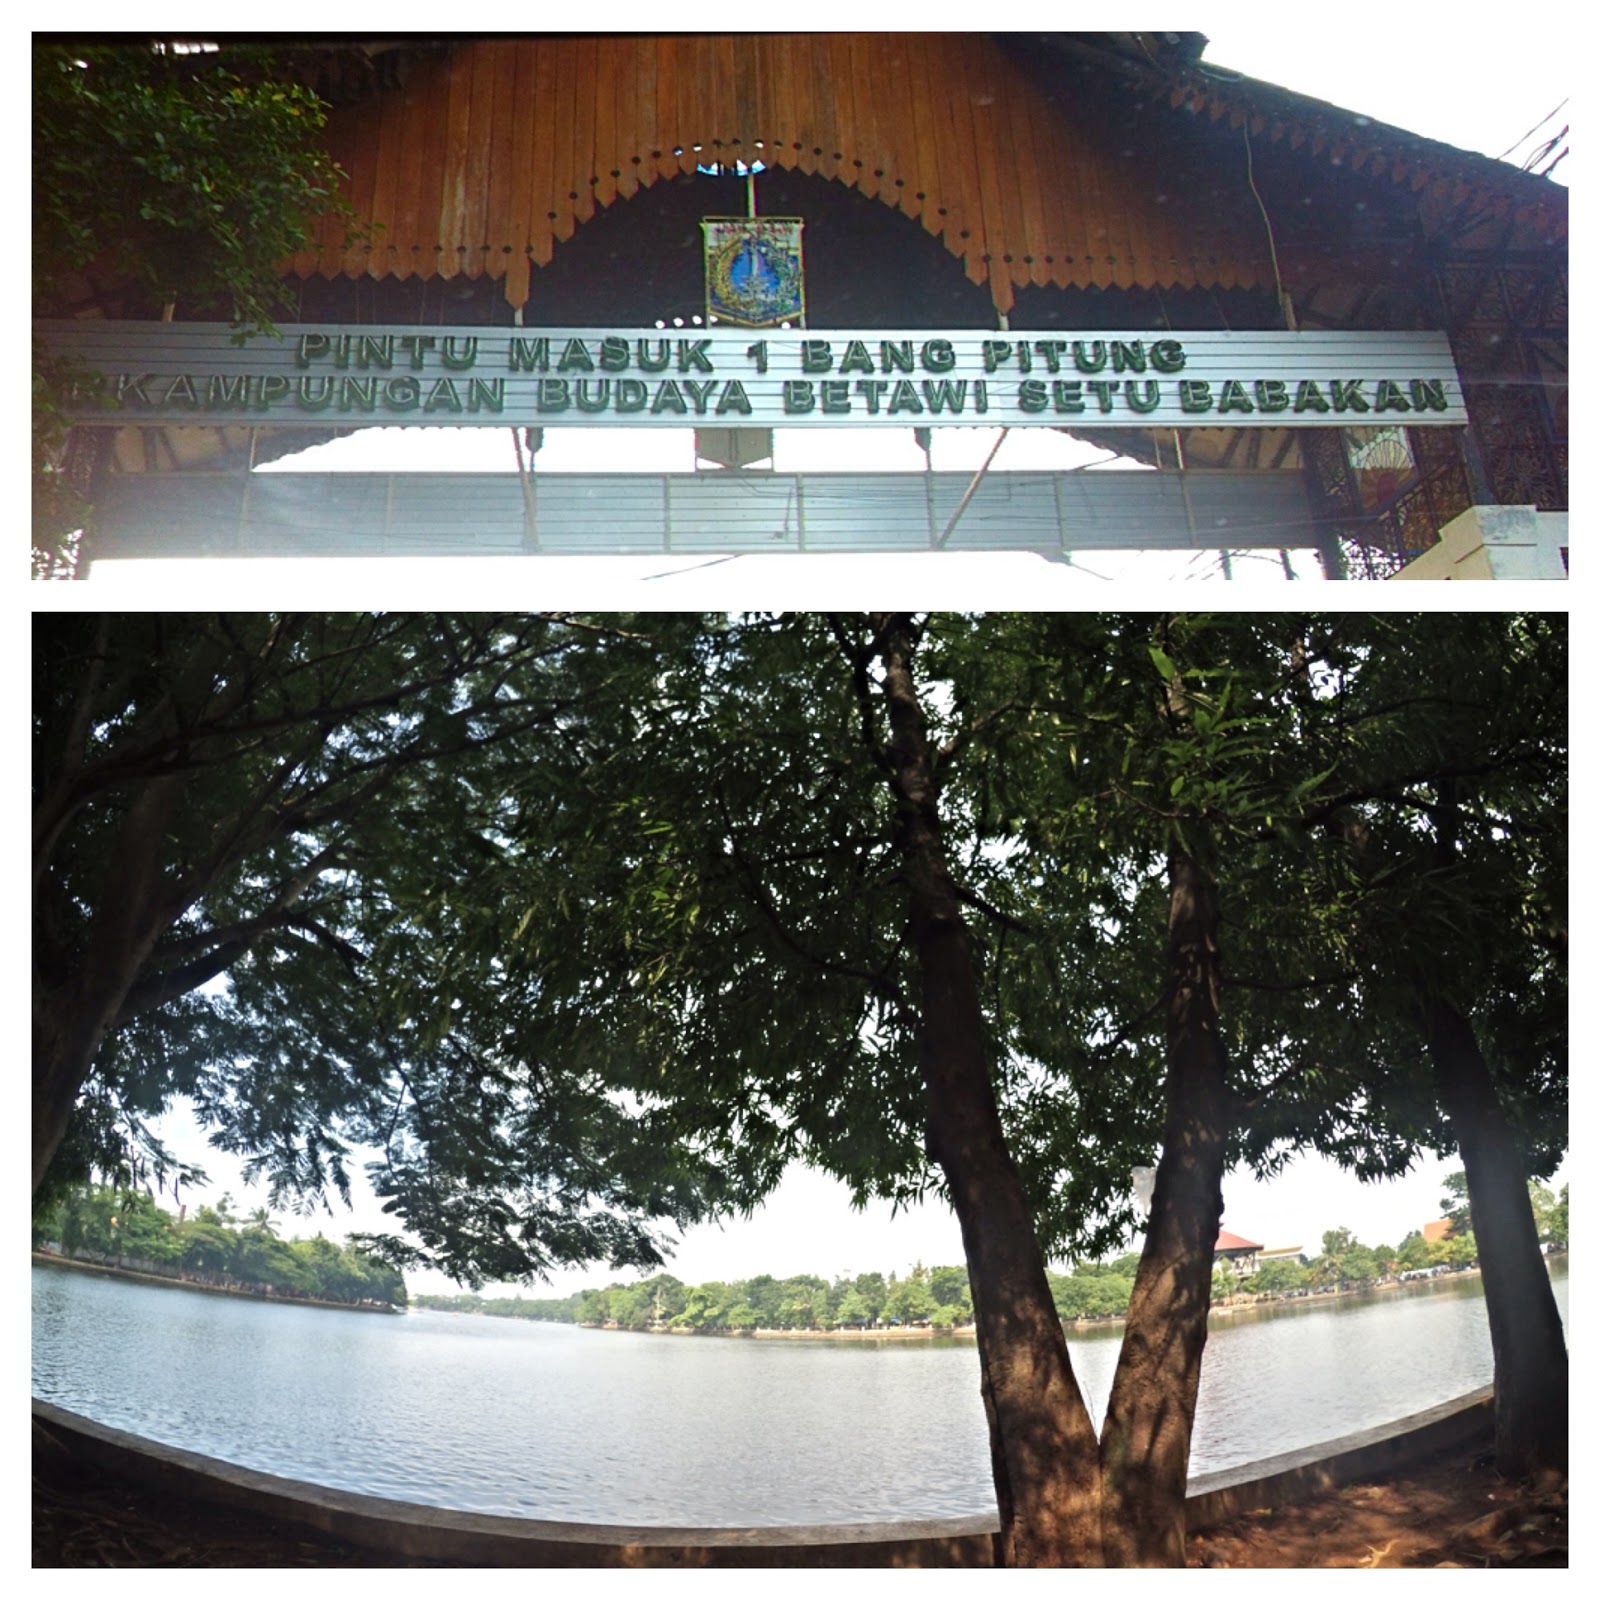 PINTU MASUK 1 BANG PITUNG
RKAMPUNGAN BUDAYA BETAWI SETU BABAKAN